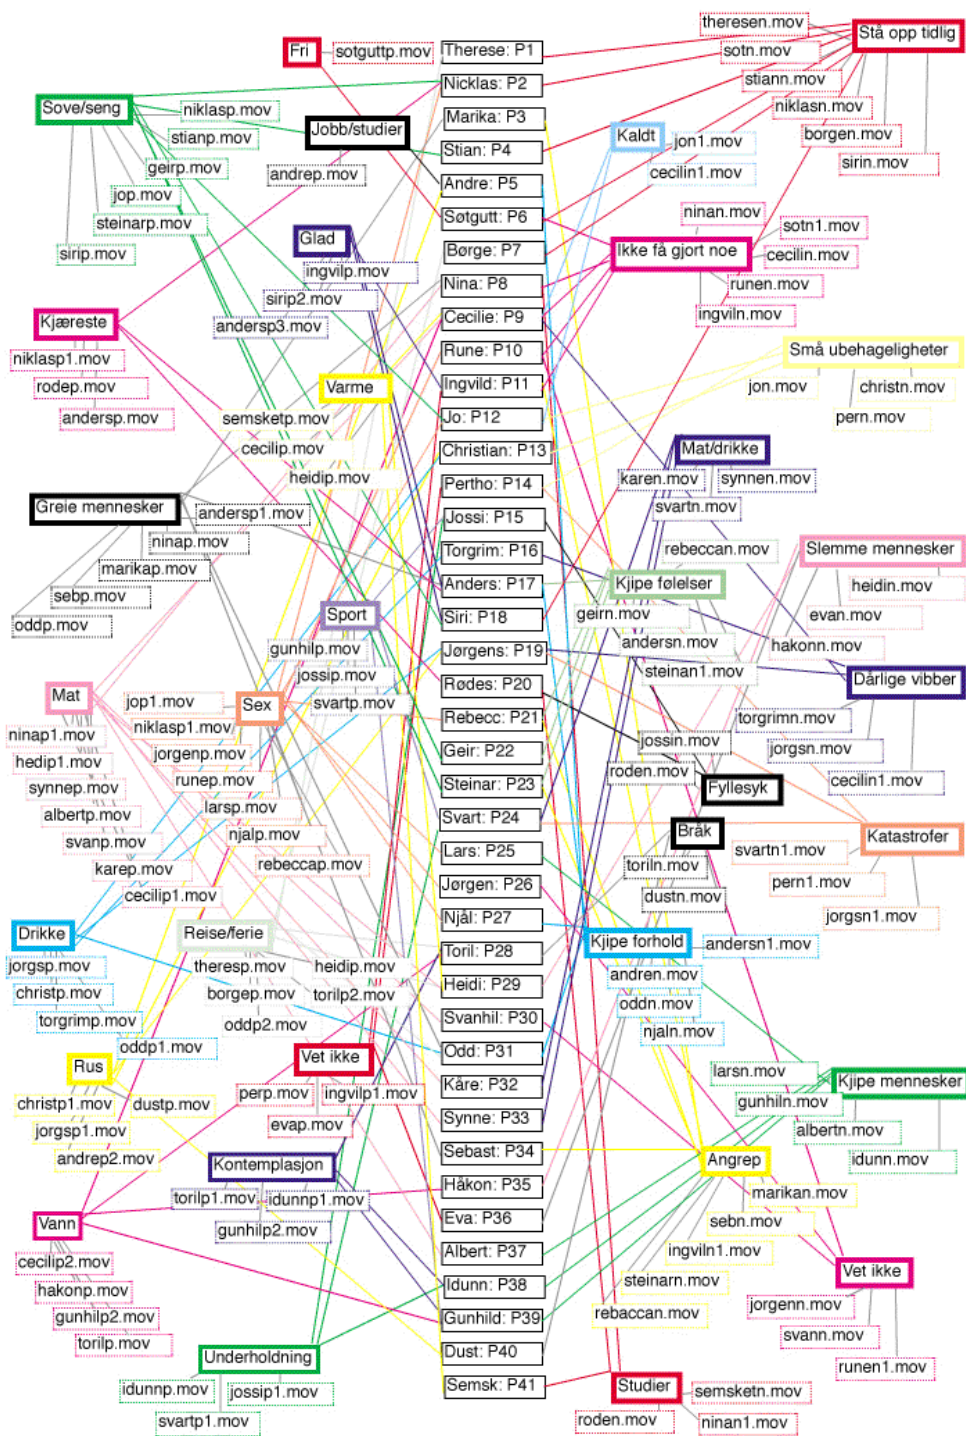 Fri
sotguttp.mov
Sove/seng
niklasp.mov
stianp.mov
geirp.mov
jop.mov
steinarp.mov
sirip.mov
Jobb/studier
andrep.mov
Glad
ingvilp.mov
sirip2.mov
andersp3.mov
Kjæreste
niklasp1.mov
rodep.mov
andersp.mov
Varme
semsketp.mov
cecilip.mov
heidip.mov
Greie mennesker
andersp1.mov
ninap.mov
marikap.mov
sebp.mov
oddp.mov
Sport
gunhilp.mov
jossip.mov
svartp.mov
Mat
ninap1.mov
hedip1.mov
synnep.mov
albertp.mov
svanp.mov
karep.mov
cecilip1.mov
Sex
jop1.mov
niklasp1.mov
jorgenp.mov
runep.mov
larsp.mov
njalp.mov
rebeccap.mov
Drikke
jorgsp.mov
christp.mov
torgrimp.mov
oddp1.mov
Reise/ferie
theresp.mov
borgep.mov
oddp2.mov
heidip.mov
torilp2.mov
Rus
christp1.mov
jorgsp1.mov
andrep2.mov
dustp.mov
Vet ikke
perp.mov
ingvilp1.mov
evap.mov
Kontemplasjon
torilp1.mov
idunnp1.mov
gunhilp2.mov
Vann
cecilip2.mov
hakonp.mov
gunhilp2.mov
torilp.mov
Underholdning
idunnp.mov
jossip1.mov
svartp1.mov
Therese: P1
Nicklas: P2
Marika: P3
Stian: P4
Andre: P5
Søtgutt: P6
Børge: P7
Nina: P8
Cecilie: P9
Rune: P10
Ingvild: P11
Jo: P12
Christian: P13
Pertho: P14
Jossi: P15
Torgrim: P16
Anders: P17
Siri: P18
Jørgens: P19
Rødes: P20
Rebecc: P21
Geir: P22
Steinar: P23
Svart: P24
Lars: P25
Jørgen: P26
Njål: P27
Toril: P28
Heidi: P29
Svanhil: P30
Odd: P31
Kåre: P32
Synne: P33
Sebast: P34
Håkon: P35
Eva: P36
Albert: P37
Idunn: P38
Gunhild: P39
Dust: P40
Semsk: P41
Stå opp tidlig
theresen.mov
sotn.mov
stiann.mov
niklasn.mov
borgen.mov
sirin.mov
Kaldt
jon1.mov
cecilin1.mov
Ikke få gjort noe
ninan.mov
sotn1.mov
cecilin.mov
runen.mov
ingviln.mov
Små ubehageligheter
jon.mov
christn.mov
pern.mov
Mat/drikke
karen.mov
synnen.mov
svartn.mov
Kjipe følelser
rebeccan.mov
geirn.mov
andersn.mov
steinan1.mov
Slemme mennesker
heidin.mov
evan.mov
hakonn.mov
Dårlige vibber
torgrimn.mov
jorgsn.mov
cecilin1.mov
Fyllesyk
jossin.mov
roden.mov
Bråk
toriln.mov
dustn.mov
Katastrofer
svartn1.mov
pern1.mov
jorgsn1.mov
Kjipe forhold
andersn1.mov
andren.mov
oddn.mov
njaln.mov
Kjipe mennesker
larsn.mov
gunhiln.mov
albertn.mov
idunn.mov
Angrep
marikan.mov
sebn.mov
ingviln1.mov
steinarn.mov
rebaccan.mov
Vet ikke
jorgenn.mov
svann.mov
runen1.mov
Studier
semsketn.mov
roden.mov
ninan1.mov